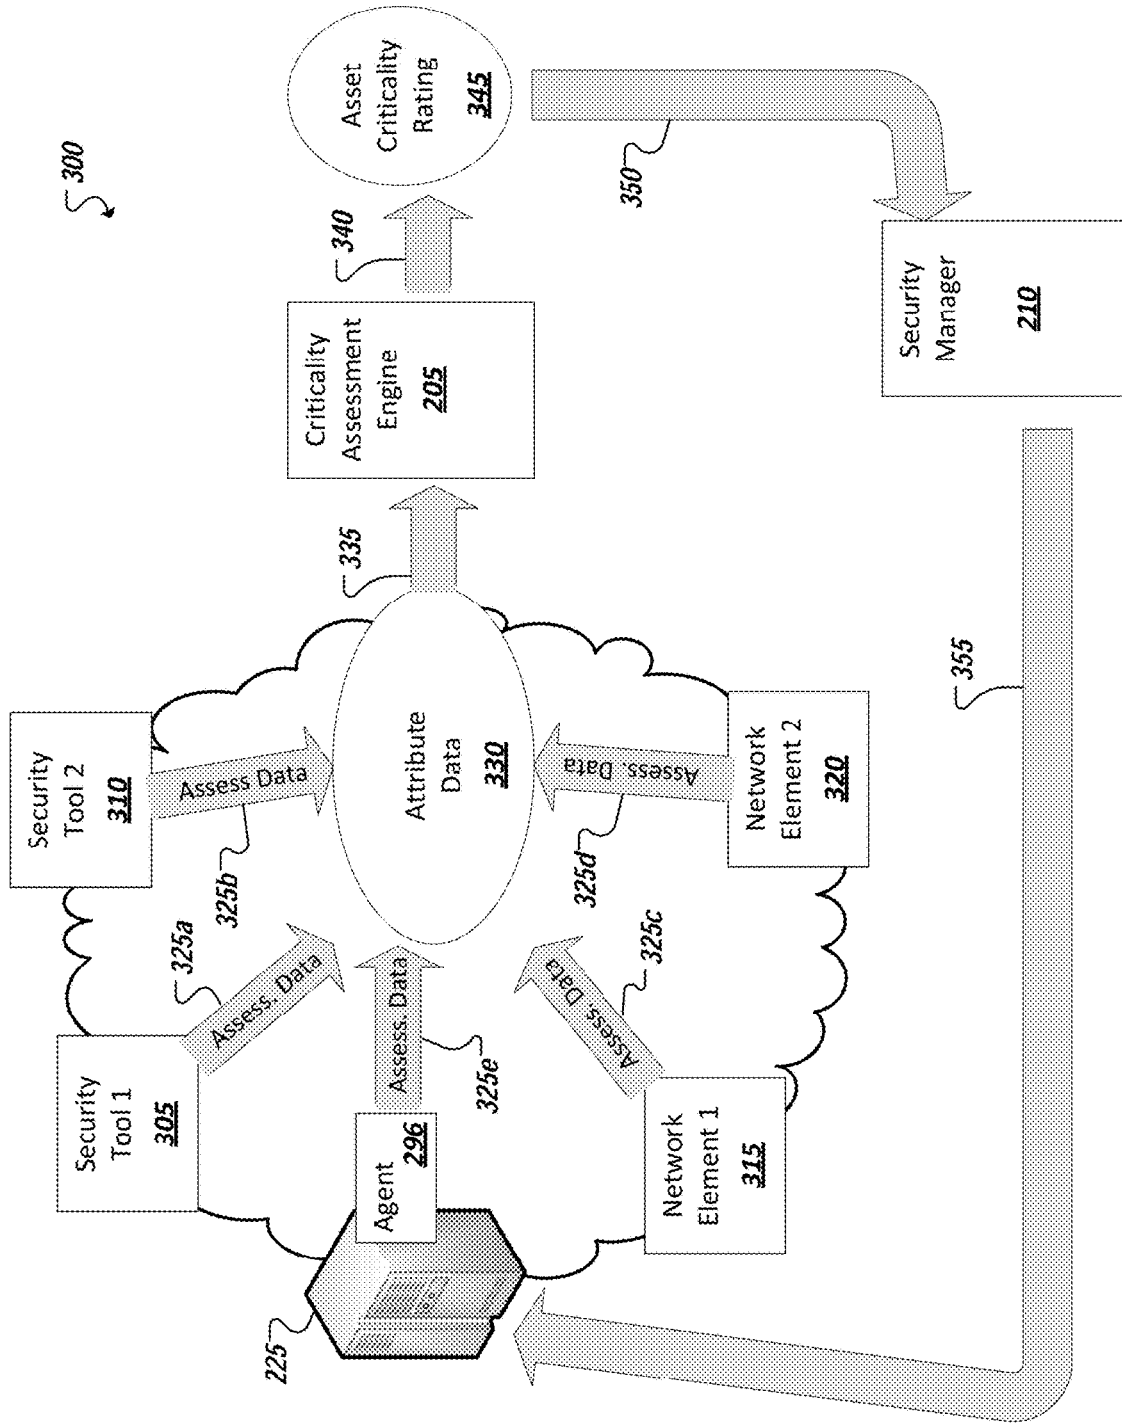 300
Security
Tool 1
305
Security
Tool 2
310
325a
Assess. Data
325b
Assess Data
225
Agent
296
Assess. Data
325e
Attribute
Data
330
335
Criticality
Assessment
Engine
205
340
Asset
Criticality
Rating
345
Network
Element 1
315
Assess. Data
325c
Network
Element 2
320
Assess. Data
325d
350
Security
Manager
210
355